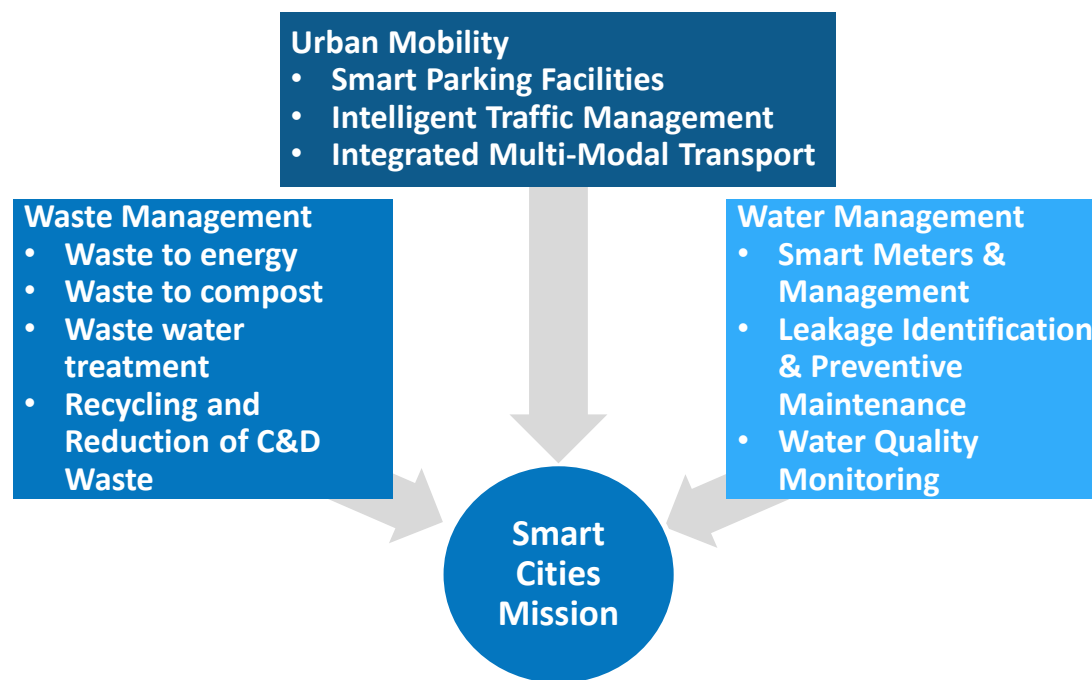 Urban Mobility
• Smart Parking Facilities
• Intelligent Traffic Management
• Integrated Multi-Modal Transport
Waste Management
• Waste to energy
• Waste to compost
• Waste water
treatment
• Recycling and
Reduction of C&D
Waste
Water Management
• Smart Meters &
Management
• Leakage Identification
& Preventive
Maintenance
• Water Quality
Monitoring
Smart
Cities
Mission